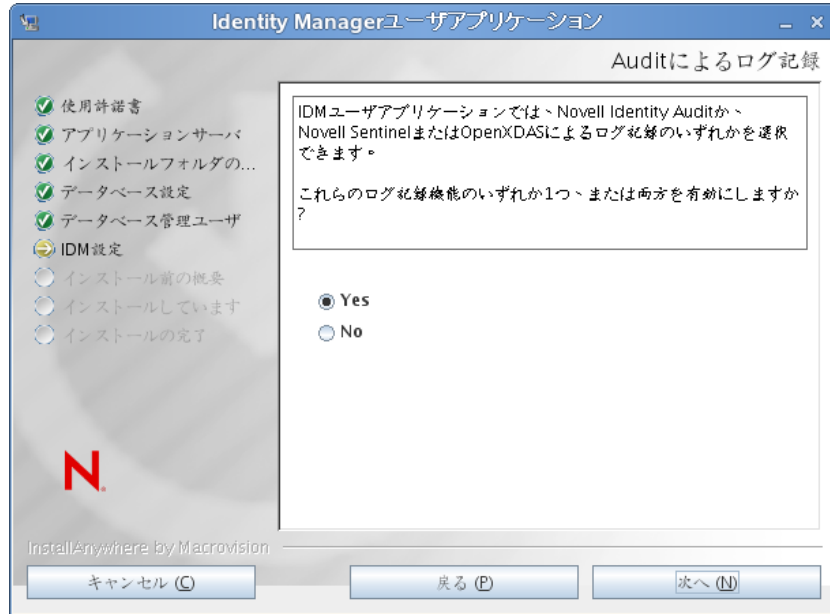 Identity Managerユーザアプリケーション
Auditによるログ記録
使用許諾書
アプリケーションサーバ
インストールフォルダの...
データベース設定
データベース管理ユーザ
IDM設定
インストール前の概要
インストールしています
インストールの完了
IDMユーザアプリケーションでは、Novell Identity Auditか、
Novell SentinelまたはOpenXDASによるログ記録のいずれかを選択
できます。
これらのログ記録機能のいずれか1つ、または両方を有効にしますか
?
Yes
No
N
InstallAnywhere by Macrovision
キャンセル (C)
戻る (P)
次へ (N)